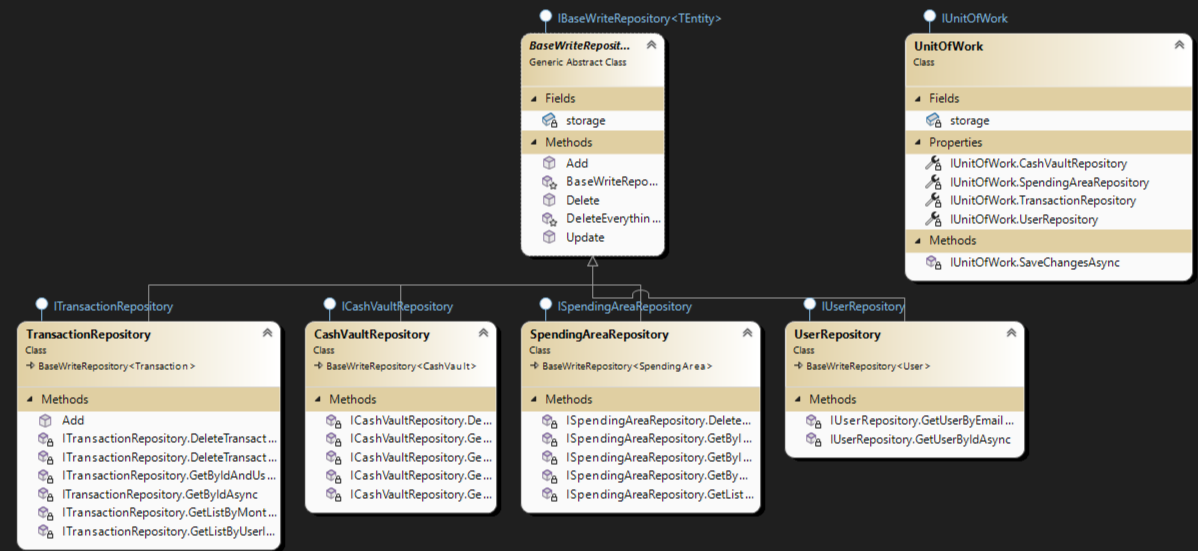 IBaseWriteRepository<TEntity>
BaseWriteReposit...
Generic Abstract Class
Fields
storage
Methods
Add
BaseWriteRepo...
Delete
DeleteEverythin...
Update
IUnitOfWork
UnitOfWork
Class
Fields
storage
Properties
IUnitOfWork.CashVaultRepository
IUnitOfWork.SpendingAreaRepository
IUnitOfWork.TransactionRepository
IUnitOfWork.UserRepository
Methods
IUnitOfWork.SaveChangesAsync
ITransactionRepository
TransactionRepository
Class
BaseWriteRepository<Transaction>
Methods
Add
ITransactionRepository.DeleteTransact...
ITransactionRepository.DeleteTransact...
ITransactionRepository.GetByIdAndUs...
ITransactionRepository.GetByIdAsync
ITransactionRepository.GetListByMont...
ITransactionRepository.GetListByUserI...
ICashVaultRepository
CashVaultRepository
Class
BaseWriteRepository<CashVault>
Methods
ICashVaultRepository.De...
ICashVaultRepository.Ge...
ICashVaultRepository.Ge...
ICashVaultRepository.Ge...
ICashVaultRepository.Ge...
ISpendingAreaRepository
SpendingAreaRepository
Class
BaseWriteRepository<SpendingArea>
Methods
ISpendingAreaRepository.Delete...
ISpendingAreaRepository.GetByI...
ISpendingAreaRepository.GetByI...
ISpendingAreaRepository.GetBy...
ISpendingAreaRepository.GetList...
IUserRepository
UserRepository
Class
BaseWriteRepository<User>
Methods
IUserRepository.GetUserByEmail...
IUserRepository.GetUserByIdAsync